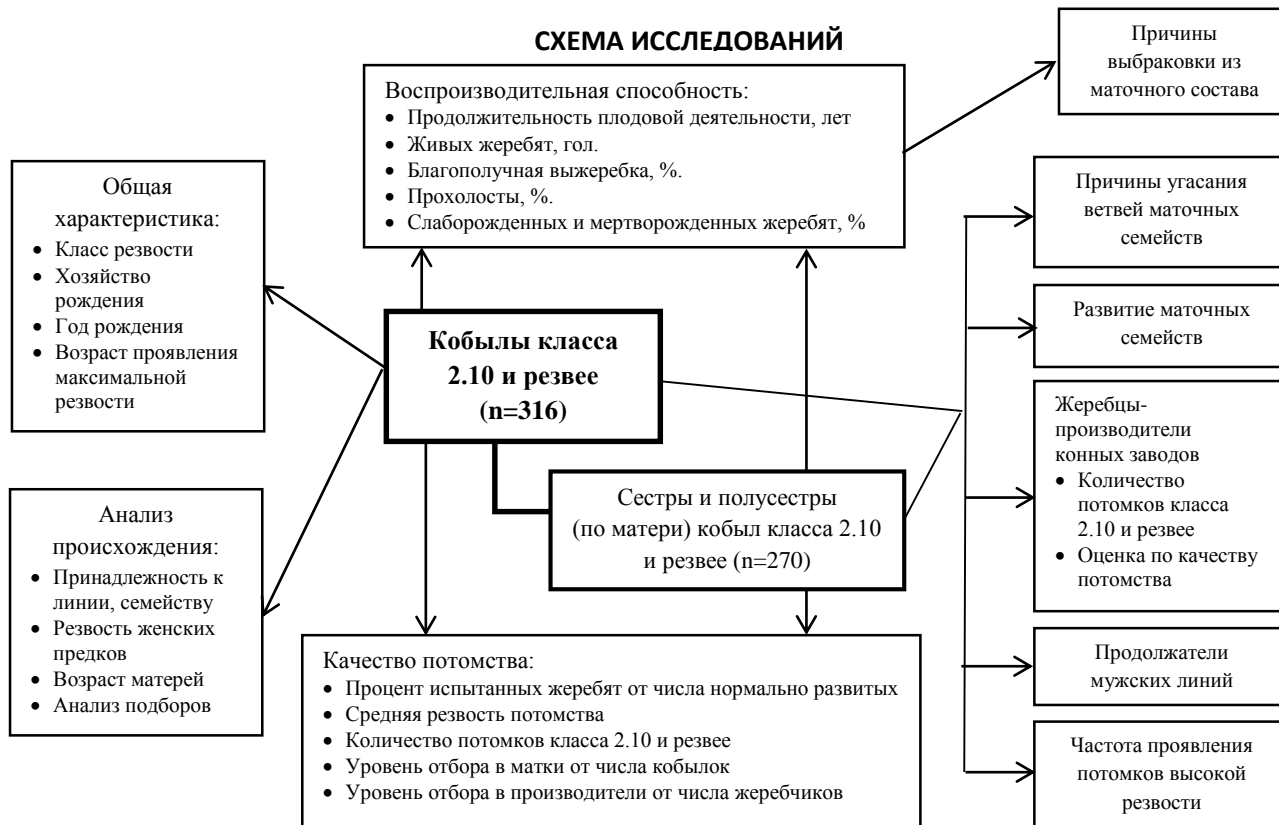 СХЕМА ИССЛЕДОВАНИЙ
Причины
выбраковки из
маточного состава
Воспроизводительная способность:
• Продолжительность плодовой деятельности, лет
• Живых жеребят, гол.
• Благополучная выжеребка, %.
• Прохолосты, %.
• Слаборожденных и мертворожденных жеребят, %
Общая
характеристика:
• Класс резвости
• Хозяйство
рождения
• Год рождения
• Возраст проявления
максимальной
резвости
Причины угасания
ветвей маточных
семейств
Развитие маточных
семейств
Кобылы класса
2.10 и резвее
(n=316)
Жеребцы-
производители
конных заводов
• Количество
потомков класса
2.10 и резвее
• Оценка по качеству
потомства
Сестры и полусестры
(по матери) кобыл класса 2.10
и резвее (n=270)
Анализ
происхождения:
• Принадлежность к
линии, семейству
• Резвость женских
предков
• Возраст матерей
• Анализ подборов
Качество потомства:
• Процент испытанных жеребят от числа нормально развитых
• Средняя резвость потомства
• Количество потомков класса 2.10 и резвее
• Уровень отбора в матки от числа кобылок
• Уровень отбора в производители от числа жеребчиков
Продолжатели
мужских линий
Частота проявления
потомков высокой
резвости